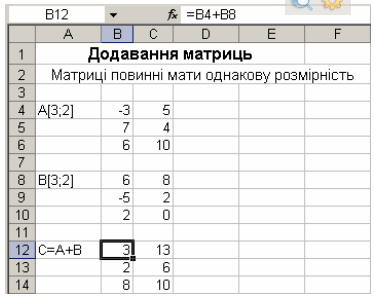 B12 fx =B4+B8
A B C D E F
1 Додавання матриць
2 Матриці повинні мати однакову розмірність
3
4 A[3;2] -3 5
5 7 4
6 6 10
7
8 B[3;2] 6 8
9 -5 2
10 2 0
11
12 C=A+B 3 13
13 2 6
14 8 10